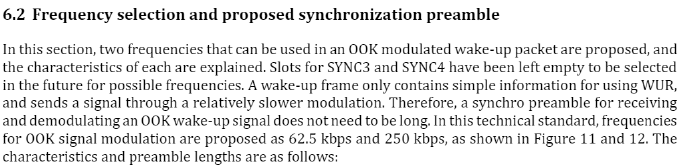 6.2 Frequency selection and proposed synchronization preamble
In this section, two frequencies that can be used in an OOK modulated wake-up packet are proposed, and
the characteristics of each are explained. Slots for SYNC3 and SYNC4 have been left empty to be selected
in the future for possible frequencies. A wake-up frame only contains simple information for using WUR,
and sends a signal through a relatively slower modulation. Therefore, a synchro preamble for receiving
and demodulating an OOK wake-up signal does not need to be long. In this technical standard, frequencies
for OOK signal modulation are proposed as 62.5 kbps and 250 kbps, as shown in Figure 11 and 12. The
characteristics and preamble lengths are as follows: